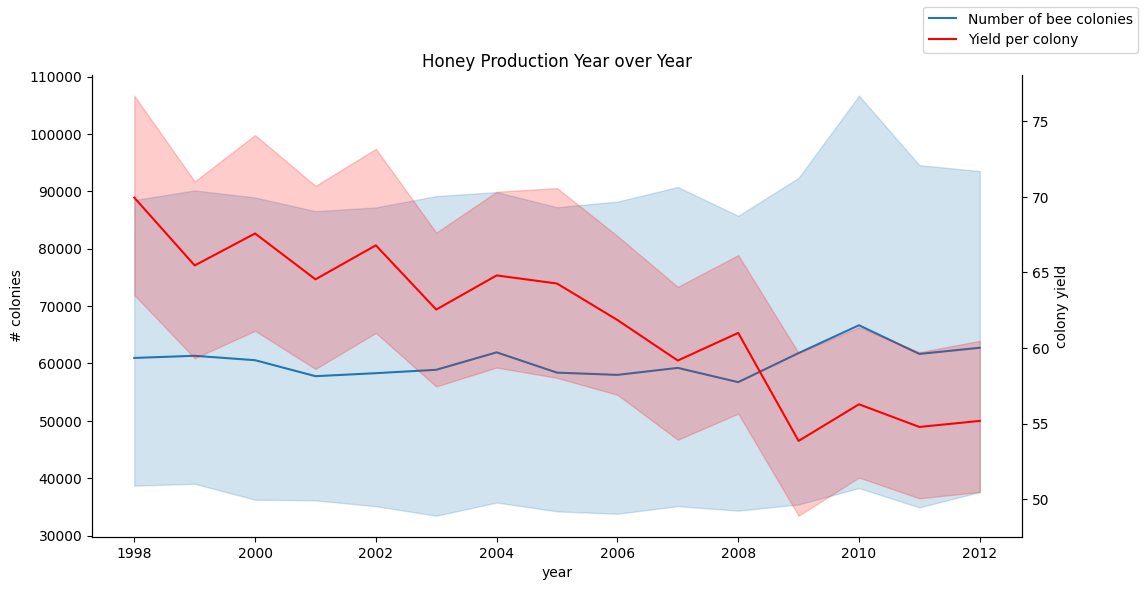 Number of bee colonies
Yield per colony
Honey Production Year over Year
110000
100000
90000
80000
70000
60000
50000
40000
30000
# colonies
75
70
65
60
55
50
colony yield
1998 2000 2002 2004 2006 2008 2010 2012
year